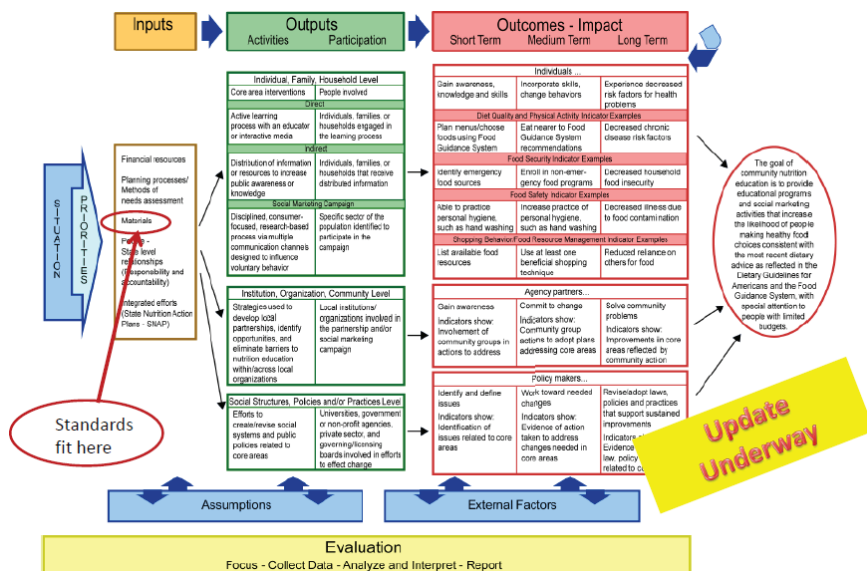 Inputs
Outputs
Activities Participation
Outcomes - Impact
Short Term Medium Term Long Term
SITUATION
PRIORITIES
Financial resources
Planning processes/
Methods of
needs assessment
Materials
State level
relationships
(Responsibility and
accountability)
Integrated efforts
(State Nutrition Action
Plans - SNAP)
Standards
fit here
Individual, Family, Household Level
Core area interventions
People involved
Direct
Active learning
process with an educator
or interactive media
Individuals, families, or
households engaged in
the learning process
Indirect
Distribution of information
or resources to increase
public awareness or
knowledge
Individuals, families, or
households that receive
distributed information
Social Marketing Campaign
Disciplined, consumer-
focused, research-based
process via multiple
communication channels
designed to influence
voluntary behavior
Specific sector of the
population identified to
participate in the
campaign
Institution, Organization, Community Level
Strategies used to
develop local
partnerships, identify
opportunities, and
eliminate barriers to
nutrition education
within/across local
organizations
Local institutions/
organizations involved in
the partnership and/or
social marketing
campaign
Social Structures, Policies and/or Practices Level
Efforts to
create/revise social
systems and public
policies related to
core areas
Universities, government
or non-profit agencies,
private sector, and
governing/licensing
boards involved in efforts
to effect change
Individuals ...
Gain awareness,
knowledge and skills
Incorporate skills,
change behaviors
Experience decreased
risk factors for health
problems
Diet Quality and Physical Activity Indicator Examples
Plan menus/choose
foods using Food
Guidance System
Eat nearer to Food
Guidance System
recommendations
Decreased chronic
disease risk factors
Food Security Indicator Examples
Identify emergency
food sources
Enroll in non-emer-
gency food programs
Decreased household
food insecurity
Food Safety Indicator Examples
Able to practice
personal hygiene,
such as hand washing
Increase practice of
personal hygiene,
such as hand washing
Decreased illness due
to food contamination
Shopping Behavior/Food Resource Management Indicator Examples
List available food
resources
Use at least one
beneficial shopping
technique
Reduced reliance on
others for food
Agency partners...
Gain awareness
Indicators show:
Involvement of
community groups in
actions to address
Commit to change
Indicators show:
Community group
actions to adopt plans
addressing core areas
Solve community
problems
Indicators show:
Improvements in core
areas reflected by
community action
Policy makers...
Identify and define
issues
Indicators show:
Identification of
issues related to core
areas
Work toward needed
changes
Indicators show:
Evidence of action
taken to address
changes needed in
core areas
Revise/adopt laws,
policies and practices
that support sustained
improvements
Indicators
Evidence
law, policy
related to
The goal of
community nutrition
education is to provide
educational programs
and social marketing
activities that increase
the likelihood of people
making healthy food
choices consistent with
the most recent dietary
advice as reflected in the
Dietary Guidelines for
Americans and the Food
Guidance System, with
special attention to
people with limited
budgets.
Update
Underway
Assumptions
External Factors
Evaluation
Focus - Collect Data - Analyze and Interpret - Report